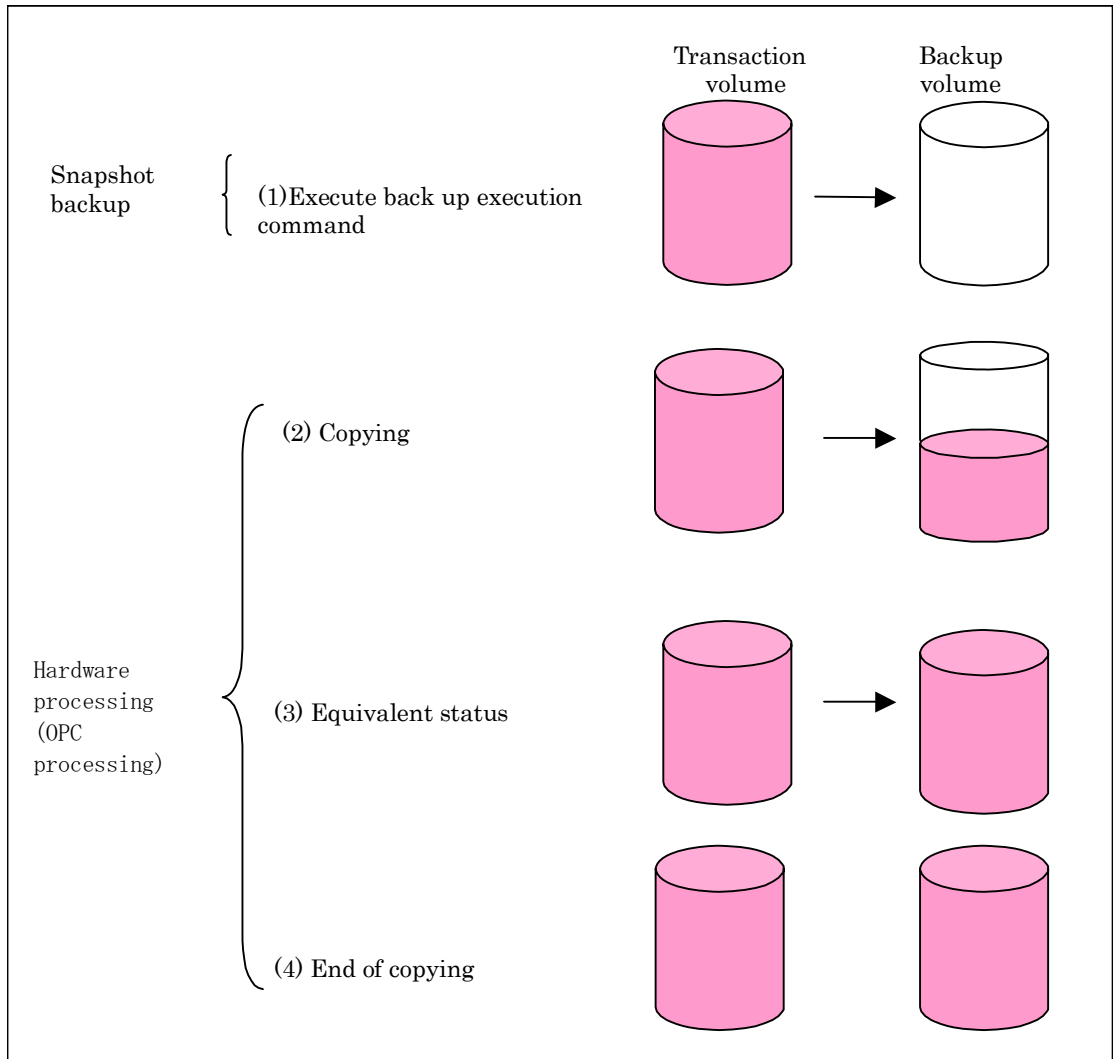 Transaction
volume
Backup
volume
Snapshot
backup
(1)Execute back up execution
command
(2) Copying
Hardware
processing
(OPC
processing)
(3) Equivalent status
(4) End of copying